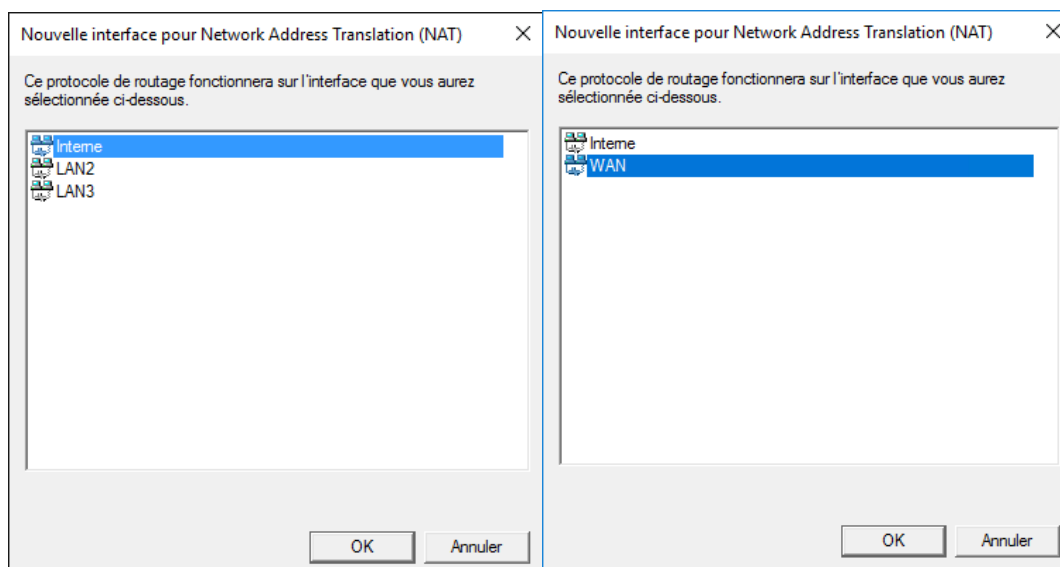 Nouvelle interface pour Network Address Translation (NAT)
Ce protocole de routage fonctionnera sur l'interface que vous aurez
sélectionnée ci-dessous.
Interne
LAN2
LAN3
OK
Annuler
Nouvelle interface pour Network Address Translation (NAT)
Ce protocole de routage fonctionnera sur l'interface que vous aurez
sélectionnée ci-dessous.
Interne
WAN
OK
Annuler